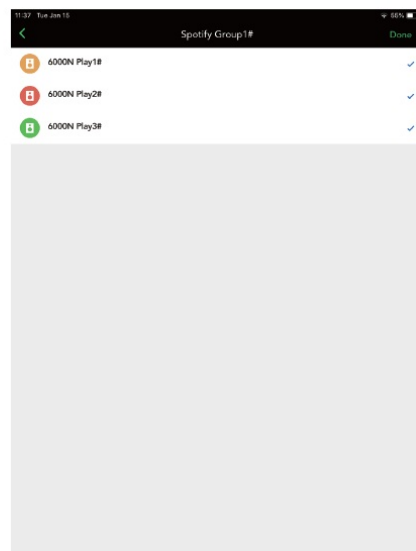 11:37 Tue Jan 15
56%
Spotify Group1#
Done
6000N Play1#
6000N Play2#
6000N Play3#